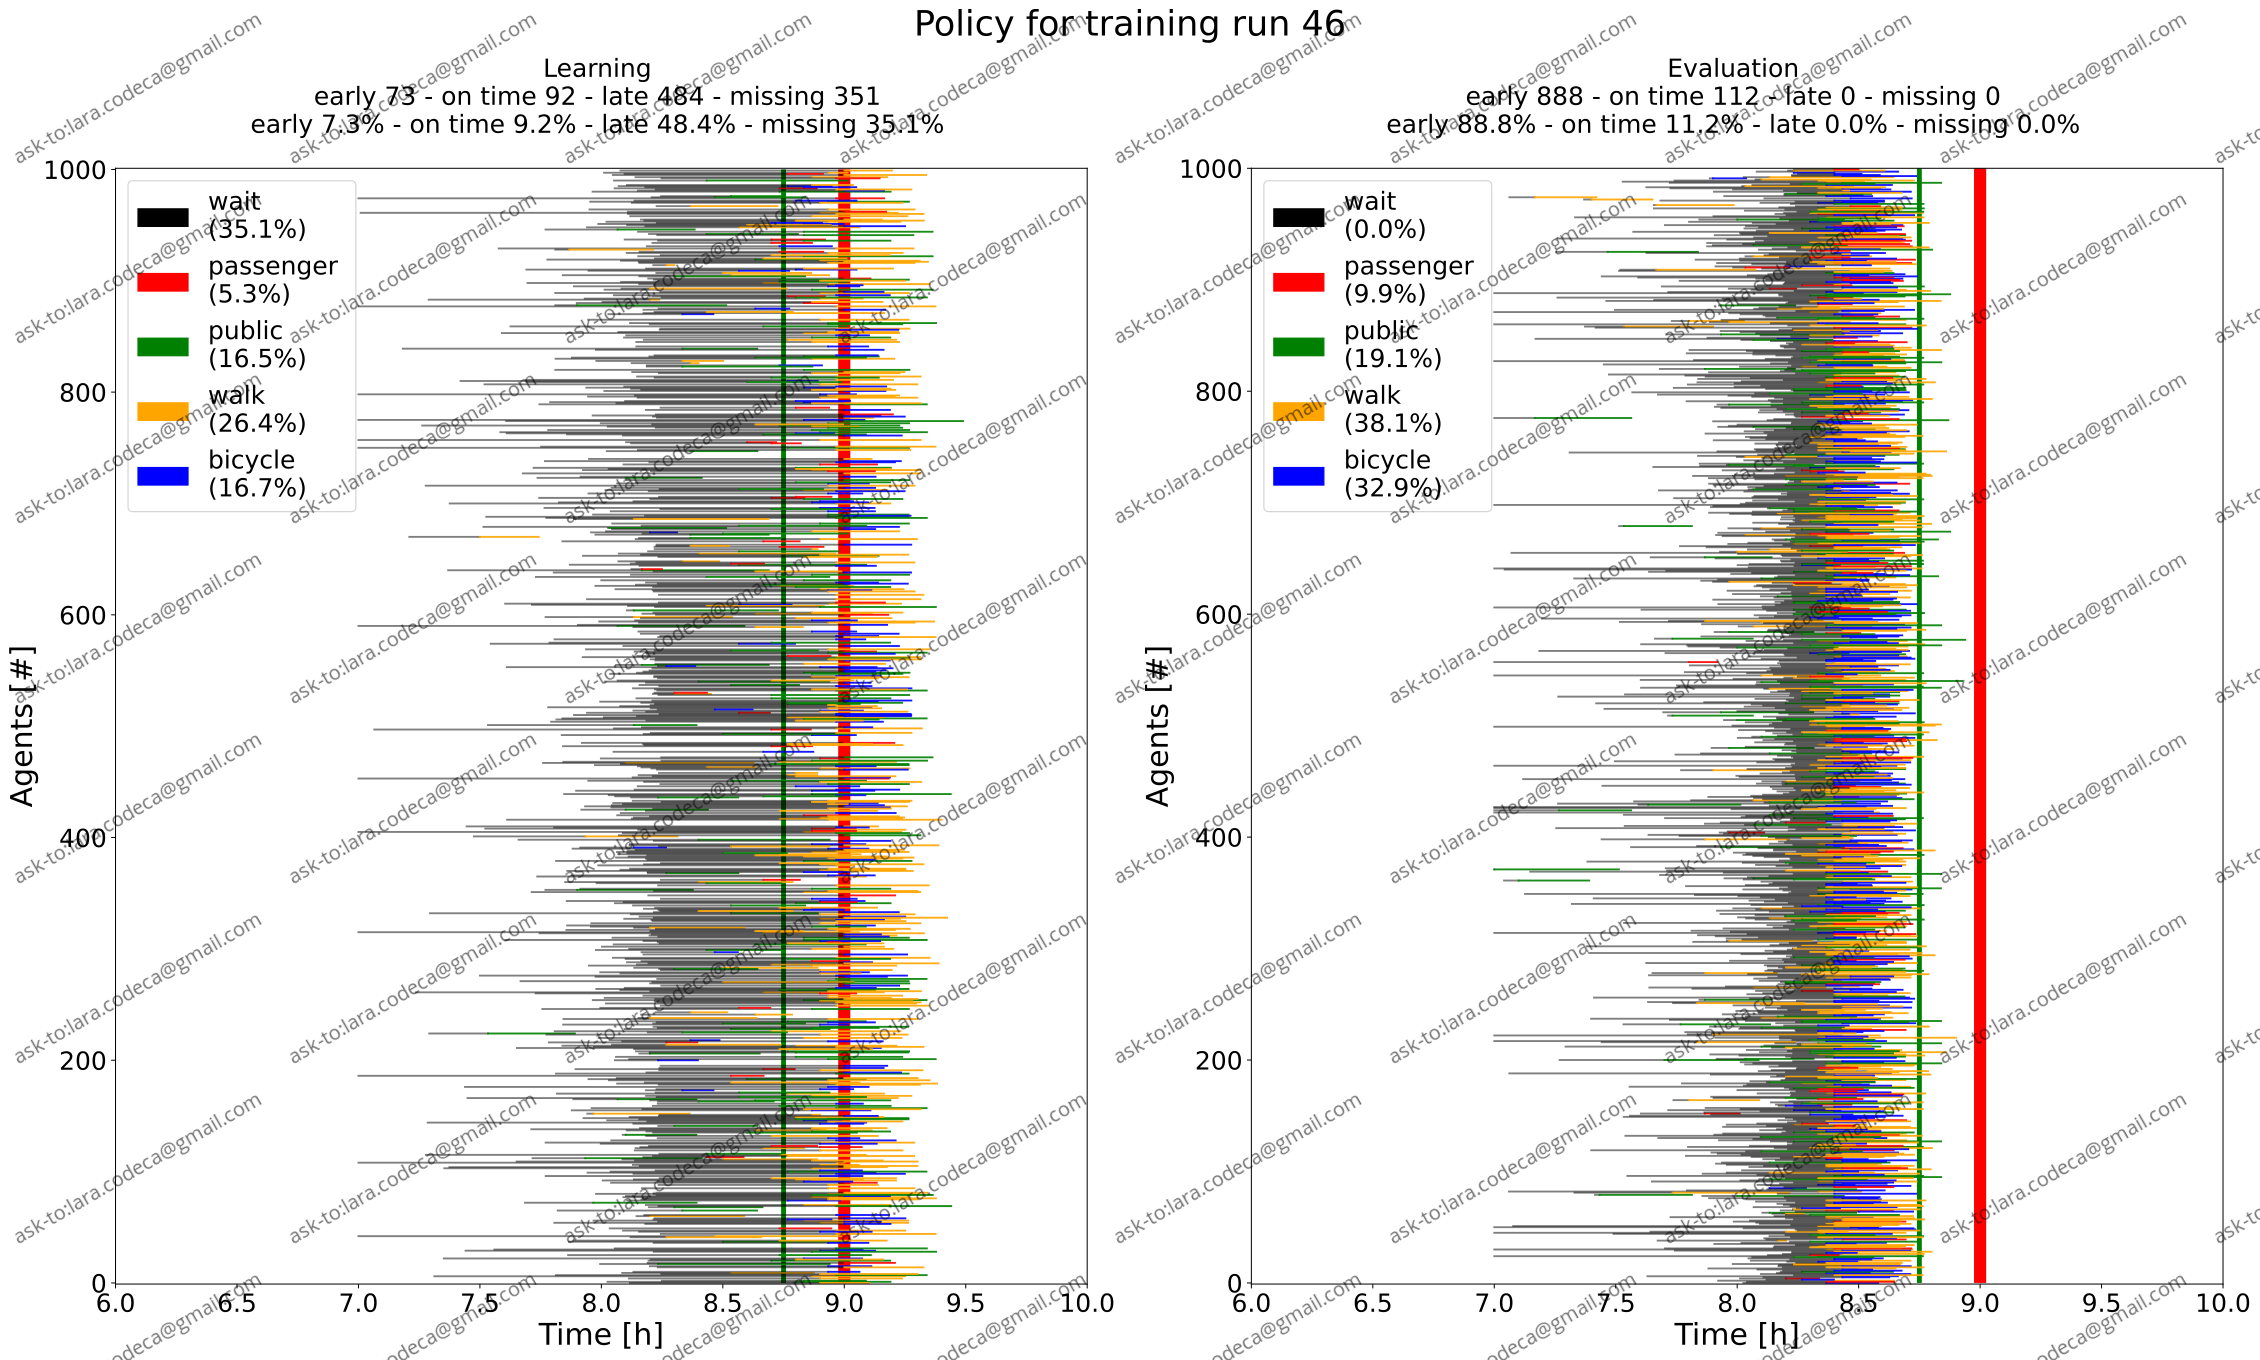 Policy for training run 46
Learning
early 73 - on time 92 - late 484 - missing 351
early 7.3% - on time 9.2% - late 48.4% - missing 35.1%
1000
800
600
400
200
0
Agents [#]
wait
(35.1%)
passenger
(5.3%)
public
(16.5%)
walk
(26.4%)
bicycle
(16.7%)
6.0 6.5 7.0 7.5 8.0 8.5 9.0 9.5 10.0
Time [h]
Evaluation
early 888 - on time 112 - late 0 - missing 0
early 88.8% - on time 11.2% - late 0.0% - missing 0.0%
1000
800
600
400
200
0
Agents [#]
wait
(0.0%)
passenger
(9.9%)
public
(19.1%)
walk
(38.1%)
bicycle
(32.9%)
6.0 6.5 7.0 7.5 8.0 8.5 9.0 9.5 10.0
Time [h]
ask-to:lara.codeca@gmail.com